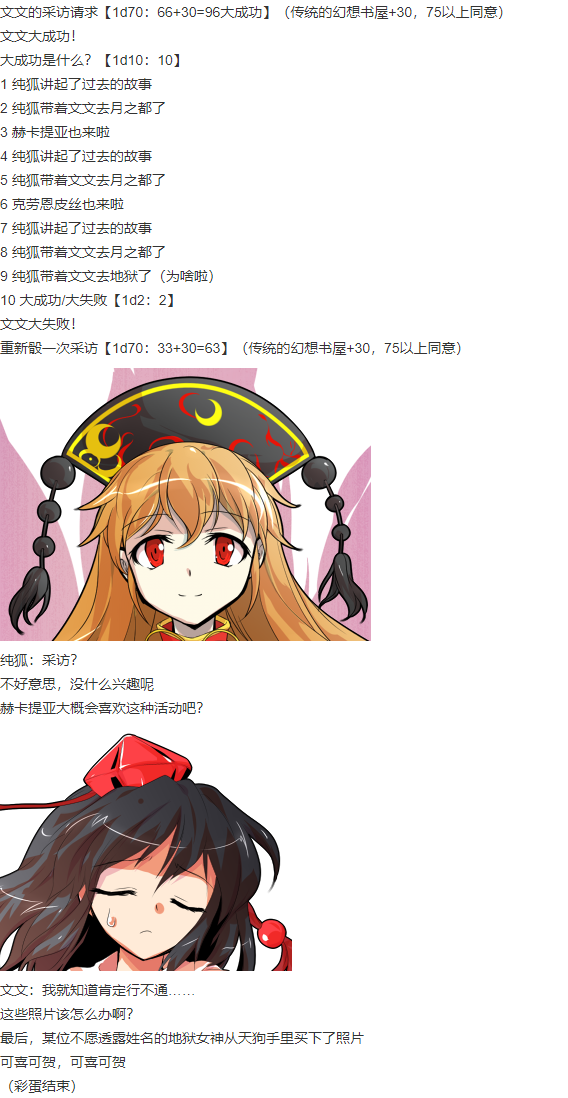 文文的采访请求【1d70：66+30=96大成功】（传统的幻想书屋+30，75以上同意）
文文大成功！
大成功是什么？【1d10：10】
1 纯狐讲起了过去的故事
2 纯狐带着文文去月之都了
3 赫卡提亚也来啦
4 纯狐讲起了过去的故事
5 纯狐带着文文去月之都了
6 克劳恩皮丝也来啦
7 纯狐讲起了过去的故事
8 纯狐带着文文去月之都了
9 纯狐带着文文去地狱了（为啥啦）
10 大成功/大失败【1d2：2】
文文大失败！
重新骰一次采访【1d70：33+30=63】（传统的幻想书屋+30，75以上同意）
纯狐：采访？
不好意思，没什么兴趣呢
赫卡提亚大概会喜欢这种活动吧？
文文：我就知道肯定行不通……
这些照片该怎么办啊？
最后，某位不愿透露姓名的地狱女神从天狗手里买下了照片
可喜可贺，可喜可贺
（彩蛋结束）